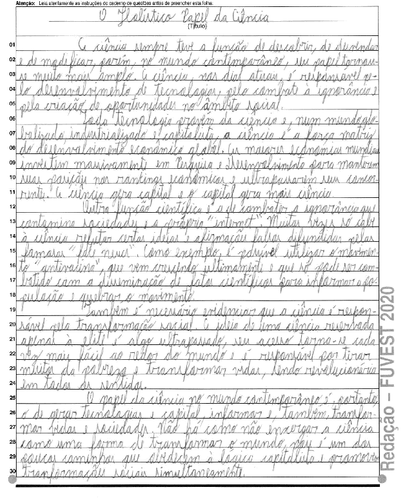 Atenção: Leia atentamente as instruções do caderno de questões antes de preencher esta folha.
O Holístico Papel da Ciência
(Título)
01 A ciência sempre teve a função de descobrir, de desvendar
02 e de modificar, porém, no mundo contemporâneo, seu papel tornou-
03 se muito mais amplo. A ciência, nos dias atuais, é responsável pe-
04 lo desenvolvimento de tecnologias, pelo combate à ignorância e
05 pela criação de oportunidades no âmbito social.
06 Toda tecnologia provém da ciência e, num mundo glo-
07 balizado, industrializado e capitalista, a ciência é a força matriz
08 do desenvolvimento econômico global. As maiores economias mundiais
09 investem massivamente em Pesquisa e Desenvolvimento para manterem
10 suas posições nos rankings econômicos e ultrapassarem seus concor-
11 rentes. A ciência gera capital e o capital gera mais ciência.
12 Outra função científica é a de combater a ignorância que
13 contamina sociedades e a própria "internet". Muitas vezes só cabe
14 à ciência refutar certas ideias e afirmações falsas defendidas pelas
15 famosas "fake news". Como exemplo, é possível utilizar o movimen-
16 to "antivacina", que vem crescendo ultimamente e que só pode ser com-
17 batido com a disseminação de dados científicos para informar a po-
18 pulação e quebrar o movimento.
19 Também é necessário evidenciar que a ciência é respon-
20 sável pela transformação social. A ideia de uma ciência reservada
21 apenas à elite é algo ultrapassado, seu acesso torna-se cada
22 vez mais fácil ao redor do mundo e é responsável por tirar
23 muitos da pobreza e transformar vidas, sendo revolucionária
24 em todos os sentidos.
25 O papel da ciência no mundo contemporâneo é, portanto,
26 o de gerar tecnologias e capital, informar e, também, transfor-
27 mar vidas e sociedades. Não há como não enxergar a ciência
28 como uma forma de transformar o mundo, pois é um dos
29 poucos caminhos que obedecem à lógica capitalista e promovem
30 transformações sociais simultaneamente.
Redação – FUVEST 2020